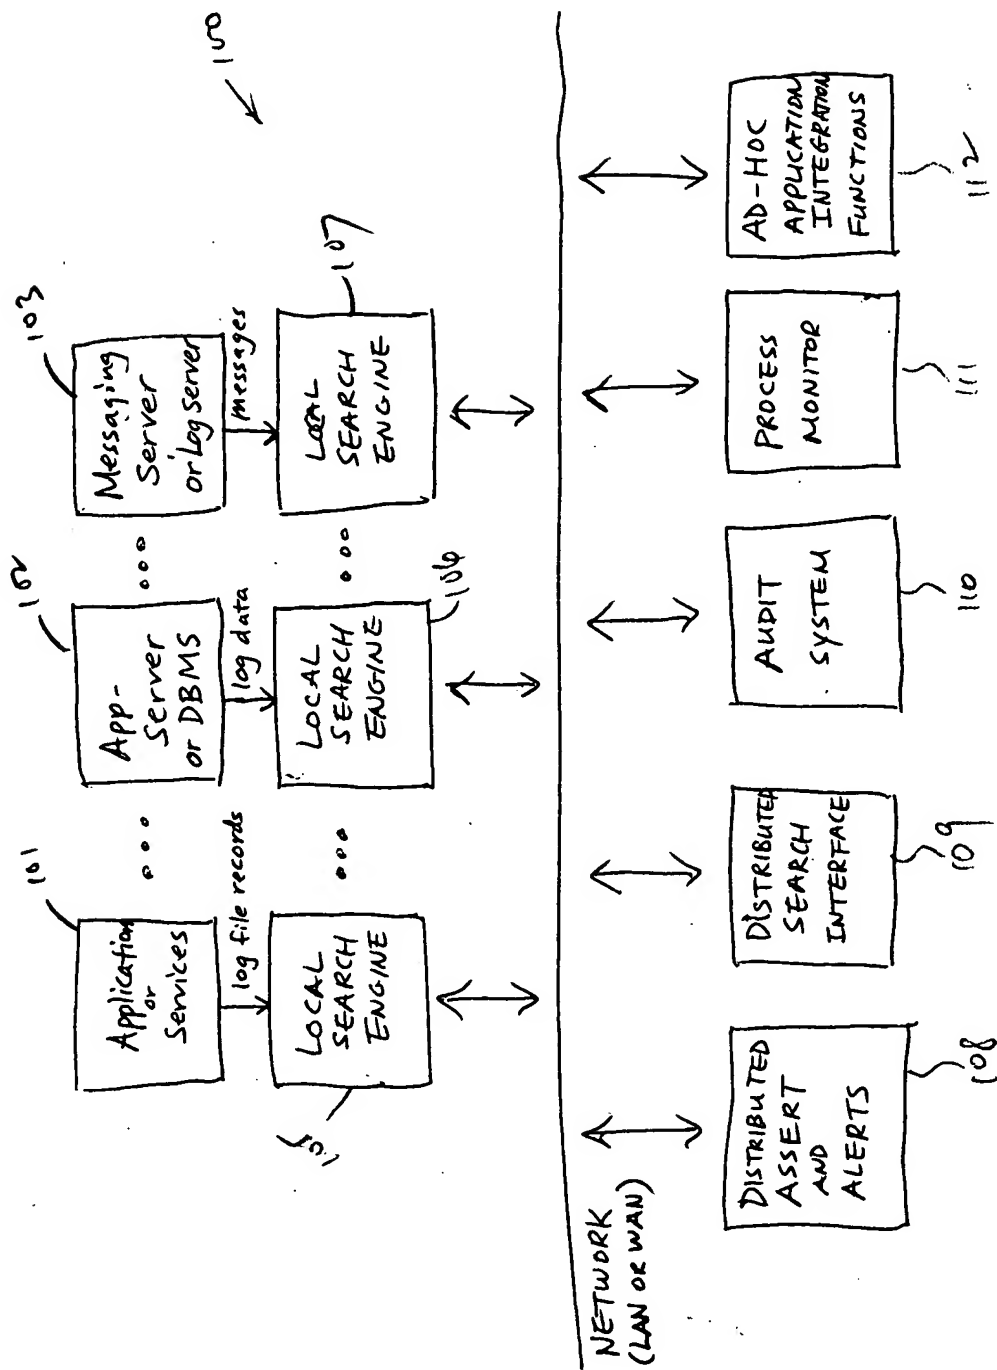 100
101
102
103
Application
or
Services
App-
Server
or DBMS
Messaging
Server
or Log Server
log file records
log data
messages
LOCAL
SEARCH
ENGINE
LOCAL
SEARCH
ENGINE
LOCAL
SEARCH
ENGINE
105
106
107
NETWORK
(LAN OR WAN)
DISTRIBUTED
ASSERT
AND
ALERTS
DISTRIBUTED
SEARCH
INTERFACE
AUDIT
SYSTEM
PROCESS
MONITOR
AD-HOC
APPLICATION
INTEGRATION
FUNCTIONS
108
109
110
111
112